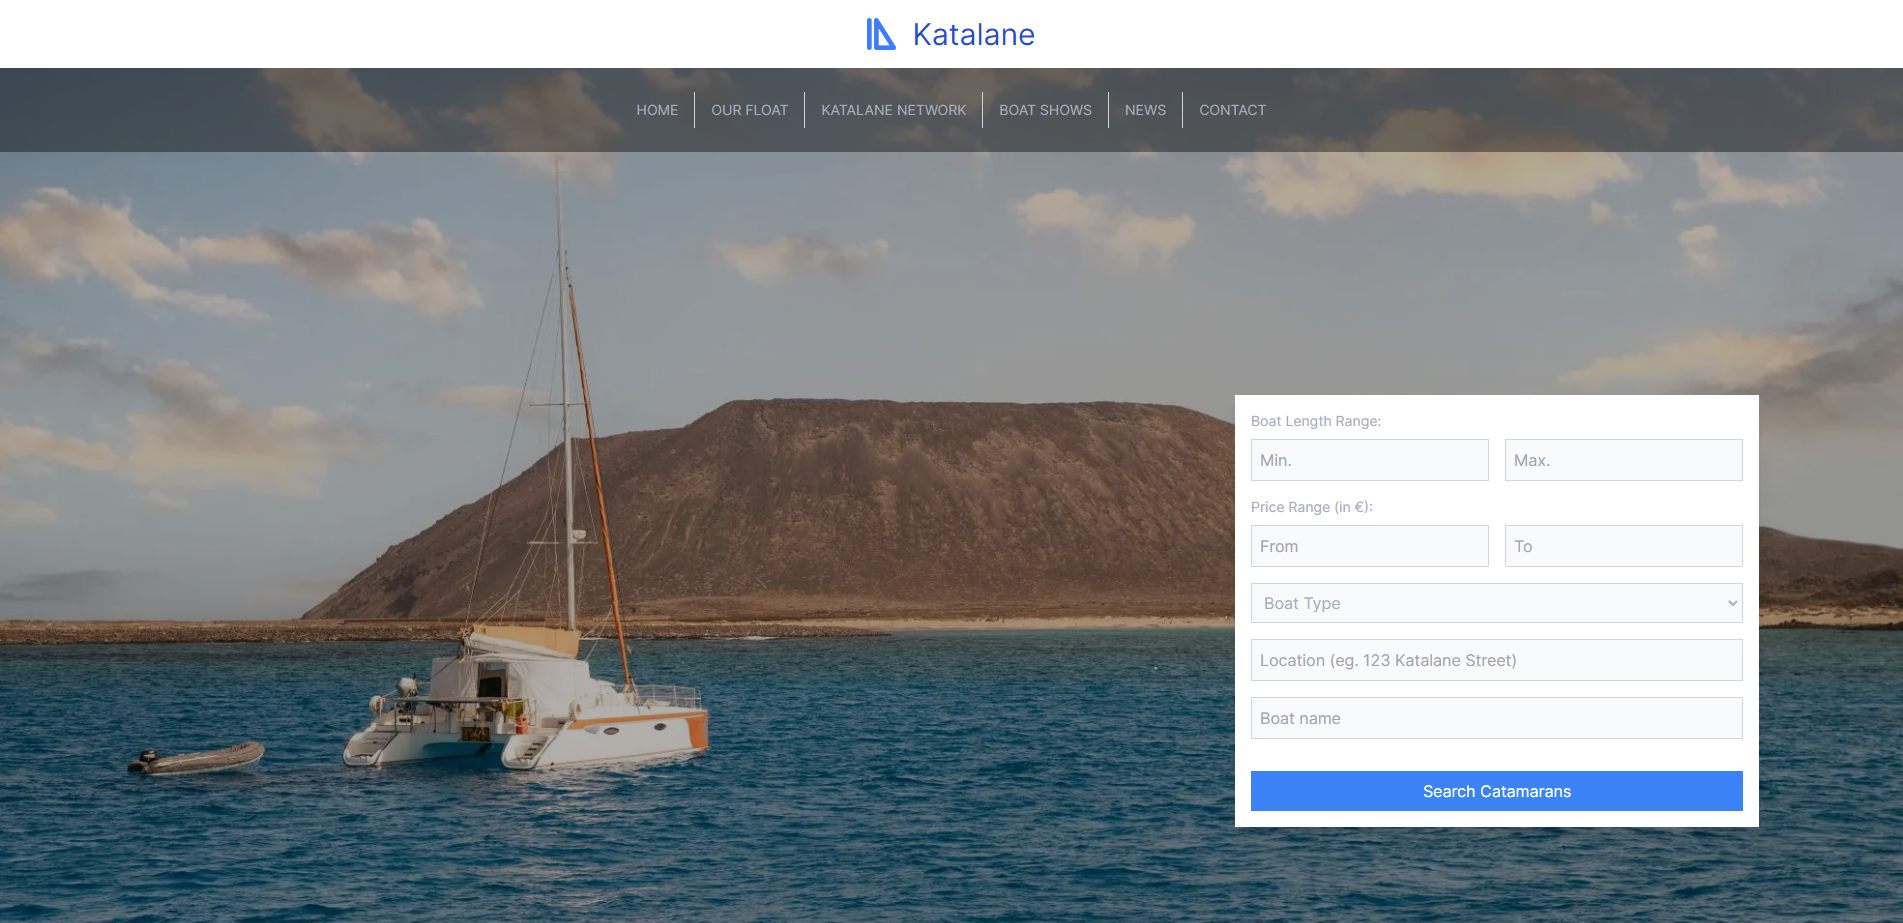 Katalane
HOME
OUR FLOAT
KATALANE NETWORK
BOAT SHOWS
NEWS
CONTACT
Boat Length Range:
Min.
Max.
Price Range (in €):
From
To
Boat Type
Location (eg. 123 Katalane Street)
Boat name
Search Catamarans